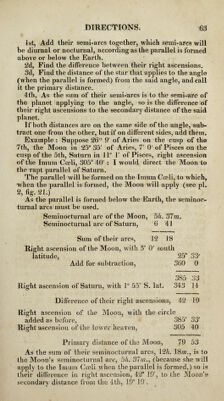 DIRECTIONS. 63
1st, Add their semi-arcs together, which semi-arcs will
be diurnal or nocturnal, according as the parallel is formed
above or below the Earth.
2d, Find the difference between their right ascensions.
3d, Find the distance of the star that applies to the angle
(when the parallel is formed) from the said angle, and call
it the primary distance.
4th, As the sum of their semi-arcs is to the semi-arc of
the planet applying to the angle, so is the difference of
their right ascensions to the secondary distance of the said
planet.
If both distances are on the same side of the angle, sub-
tract one from the other, but if on different sides, add them.
Example: Suppose 25° 9′ of Aries on the cusp of the
7th, the Moon in 29° 35′ of Aries, 7° 0′ of Pisces on the
cusp of the 5th, Saturn in 11° 1′ of Pisces, right ascension
of the Imum Cœli, 305° 40′: I would direct the Moon to
the rapt parallel of Saturn.
The parallel will be formed on the Imum Cœli, to which,
when the parallel is formed, the Moon will apply (see pl.
2, fig. 21.)
As the parallel is formed below the Earth, the seminoc-
turnal arcs must be used.
Seminocturnal arc of the Moon, 5h. 37m.
Seminocturnal arc of Saturn, 6 41
Sum of their arcs, 12 18
Right ascension of the Moon, with 5° 0′ south
latitude, 25° 33′
Add for subtraction, 360 0
385 33
Right ascension of Saturn, with 1° 55′ S. lat. 343 14
Difference of their right ascensions, 42 19
Right ascension of the Moon, with the circle
added as before, 385° 33′
Right ascension of the lower heaven, 305 40
Primary distance of the Moon, 79 53
As the sum of their seminocturnal arcs, 12h. 18m., is to
the Moon's seminocturnal arc, 5h. 37m., (because she will
apply to the Imum Cœli when the parallel is formed,) so is
their difference in right ascension, 42° 19′, to the Moon's
secondary distance from the 4th, 19° 19′.